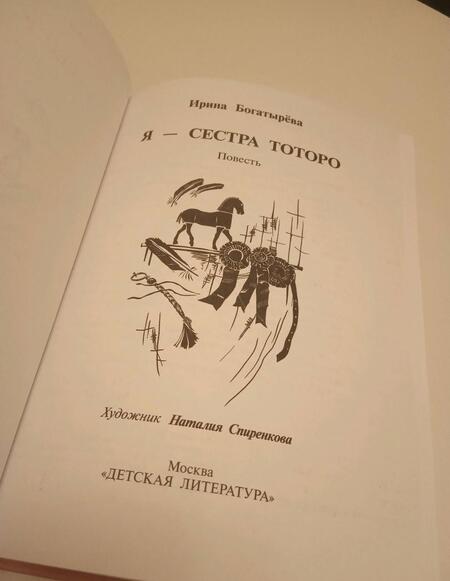 Ирина Богатырёва
Я — СЕСТРА ТОТОРО
Повесть
Художник Наталия Спиренкова
Москва
«ДЕТСКАЯ ЛИТЕРАТУРА»